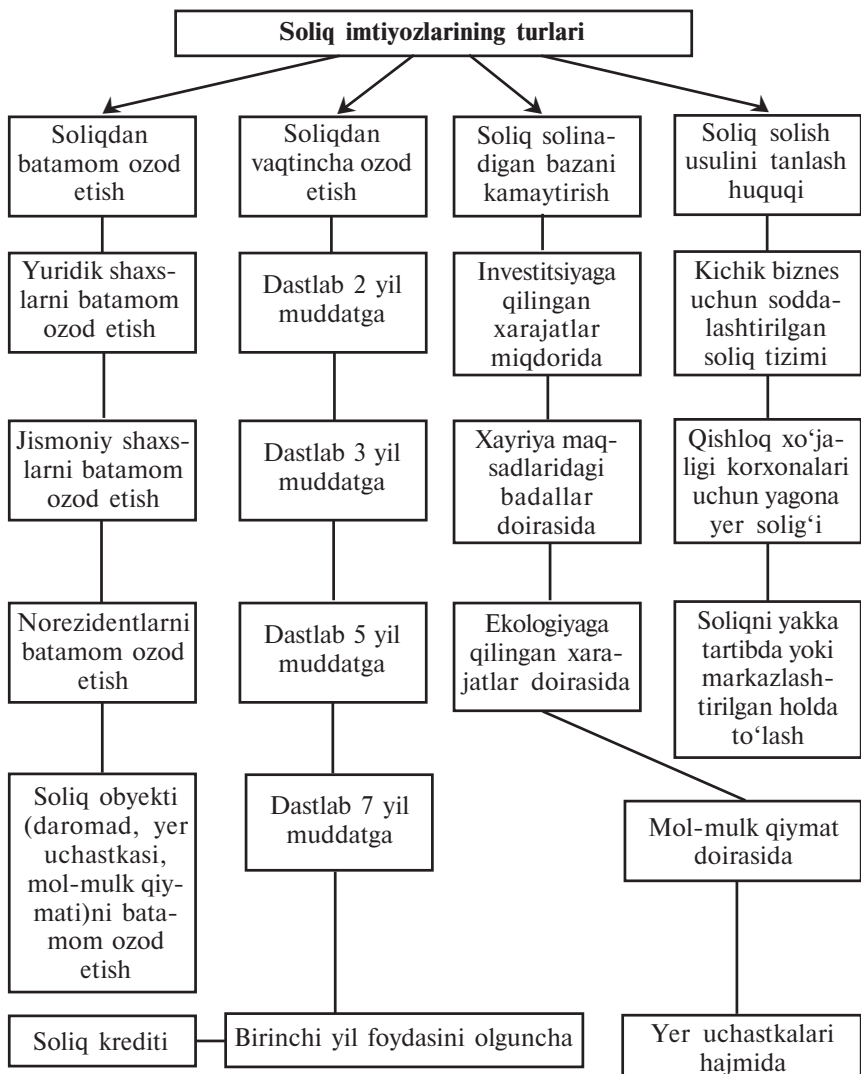 Soliq imtiyozlarining turlari
Soliqdan
batamom ozod
etish
Yuridik shaxs-
larni batamom
ozod etish
Jismoniy shaxs-
larni batamom
ozod etish
Norezidentlarni
batamom ozod
etish
Soliq obyekti
(daromad, yer
uchastkasi,
mol-mulk qiy-
mati)ni bata-
mom ozod
etish
Soliqdan
vaqtincha ozod
etish
Dastlab 2 yil
muddatga
Dastlab 3 yil
muddatga
Dastlab 5 yil
muddatga
Dastlab 7 yil
muddatga
Birinchi yil foydasini olguncha
Soliq krediti
Soliq solina-
digan bazani
kamaytirish
Investitsiyaga
qilingan
xarajatlar
miqdorida
Xayriya maq-
sadlaridagi
badallar
doirasida
Ekologiyaga
qilingan xara-
jatlar doirasida
Mol-mulk qiymat
doirasida
Yer uchastkalari
hajmida
Soliq solish
usulini tanlash
huquqi
Kichik biznes
uchun sodda-
lashtirilgan
soliq tizimi
Qishloq xo‘ja-
ligi korxonalari
uchun yagona
yer solig‘i
Soliqni yakka
tartibda yoki
markazlash-
tirilgan holda
to‘lash